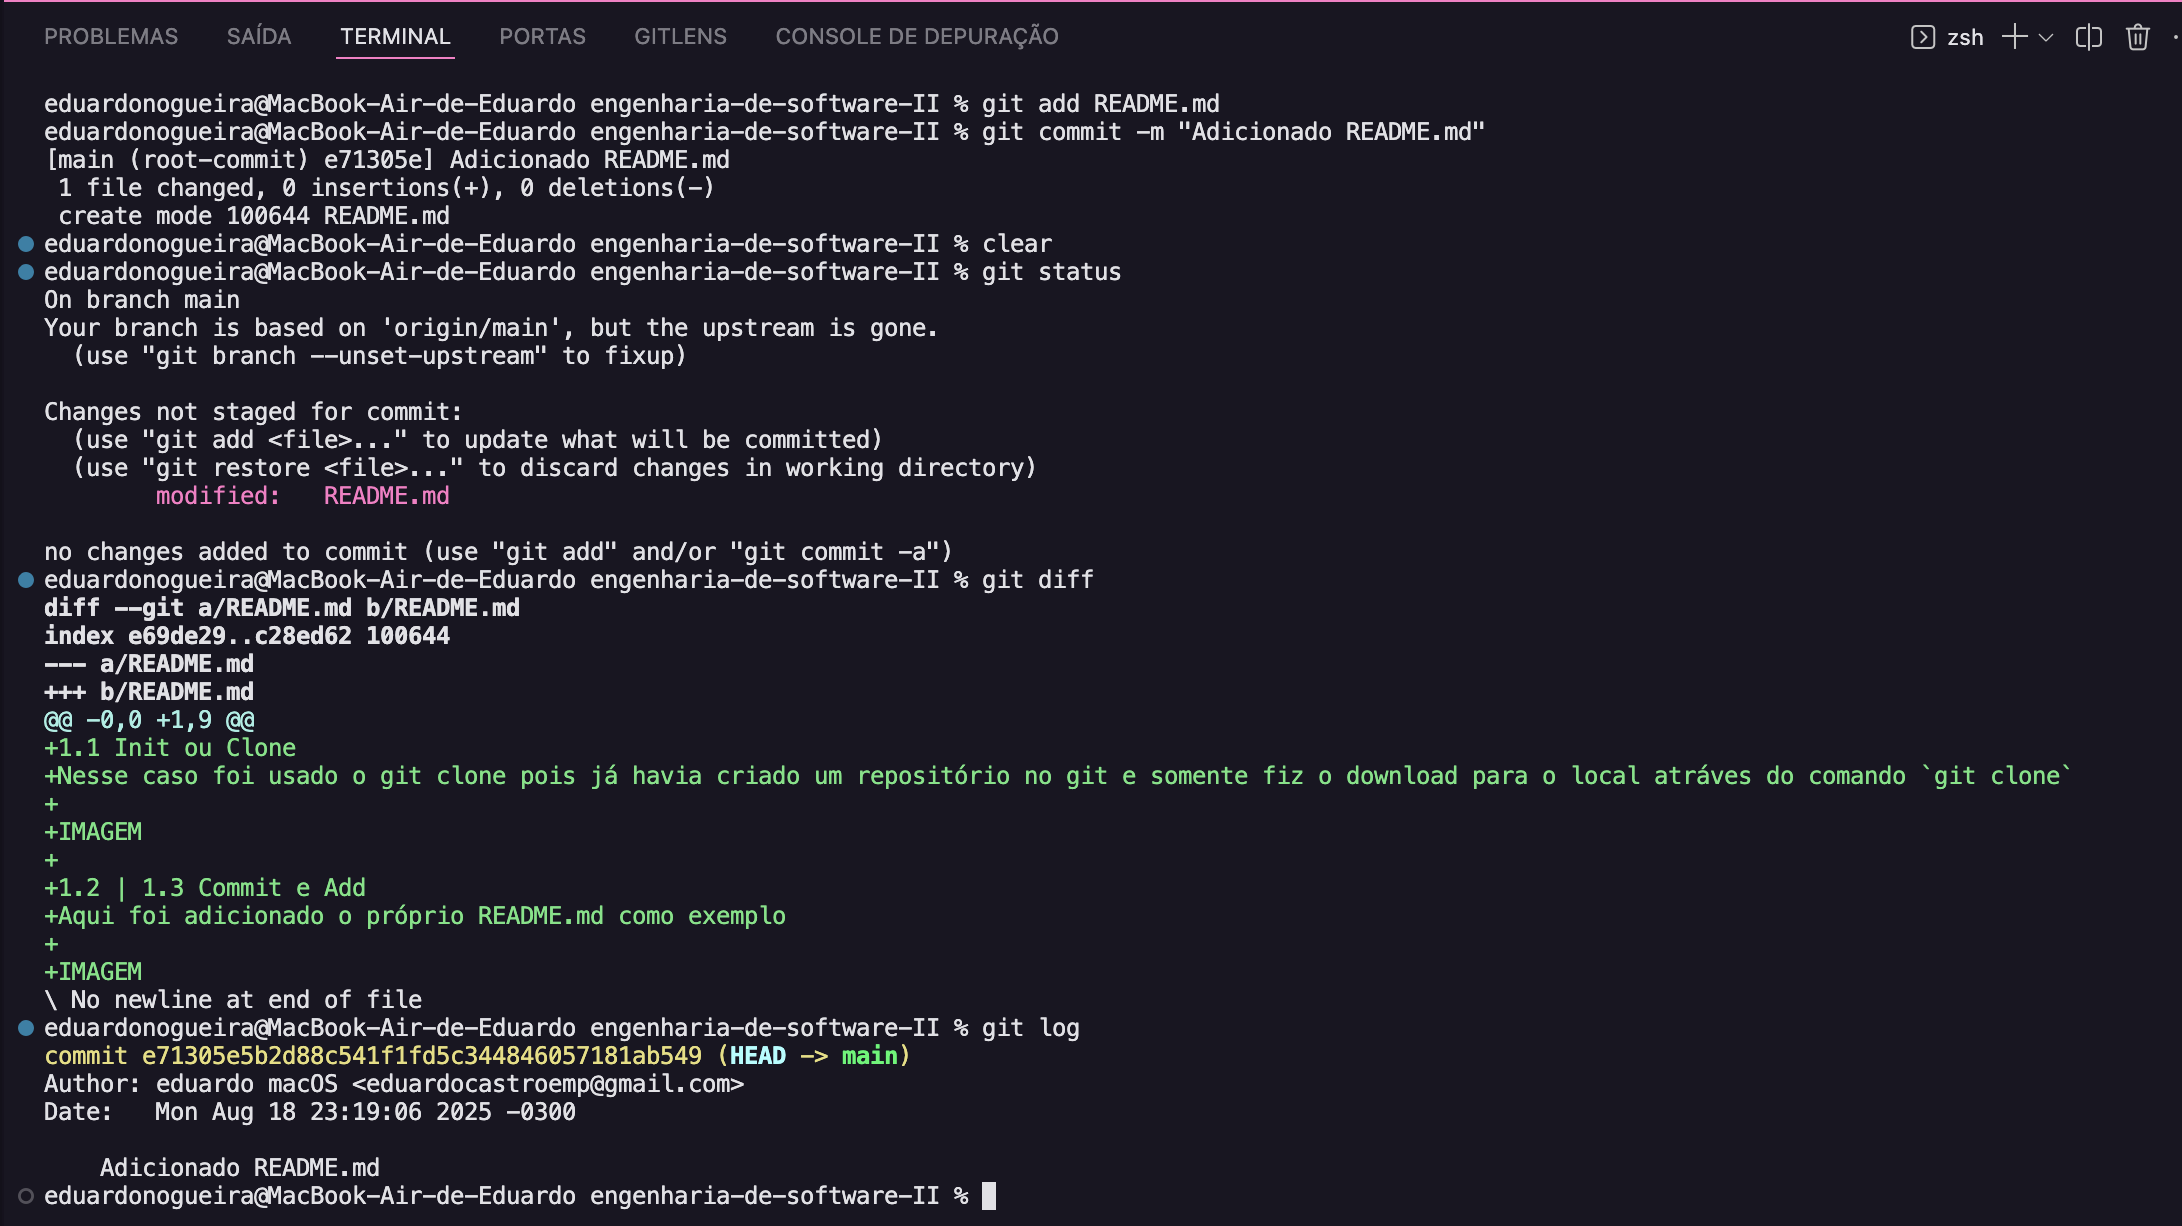 PROBLEMAS SAÍDA TERMINAL PORTAS GITLENS CONSOLE DE DEPURAÇÃO zsh
eduardonogueira@MacBook-Air-de-Eduardo engenharia-de-software-II % git add README.md
eduardonogueira@MacBook-Air-de-Eduardo engenharia-de-software-II % git commit -m "Adicionado README.md"
[main (root-commit) e71305e] Adicionado README.md
 1 file changed, 0 insertions(+), 0 deletions(-)
 create mode 100644 README.md
eduardonogueira@MacBook-Air-de-Eduardo engenharia-de-software-II % clear
eduardonogueira@MacBook-Air-de-Eduardo engenharia-de-software-II % git status
On branch main
Your branch is based on 'origin/main', but the upstream is gone.
  (use "git branch --unset-upstream" to fixup)

Changes not staged for commit:
  (use "git add <file>..." to update what will be committed)
  (use "git restore <file>..." to discard changes in working directory)
        modified:   README.md

no changes added to commit (use "git add" and/or "git commit -a")
eduardonogueira@MacBook-Air-de-Eduardo engenharia-de-software-II % git diff
diff --git a/README.md b/README.md
index e69de29..c28ed62 100644
--- a/README.md
+++ b/README.md
@@ -0,0 +1,9 @@
+1.1 Init ou Clone
+Nesse caso foi usado o git clone pois já havia criado um repositório no git e somente fiz o download para o local atráves do comando `git clone`
+
+IMAGEM
+
+1.2 | 1.3 Commit e Add
+Aqui foi adicionado o próprio README.md como exemplo
+
+IMAGEM
\ No newline at end of file
eduardonogueira@MacBook-Air-de-Eduardo engenharia-de-software-II % git log
commit e71305e5b2d88c541f1fd5c344846057181ab549 (HEAD -> main)
Author: eduardo macOS <eduardocastroemp@gmail.com>
Date:   Mon Aug 18 23:19:06 2025 -0300

    Adicionado README.md
eduardonogueira@MacBook-Air-de-Eduardo engenharia-de-software-II %